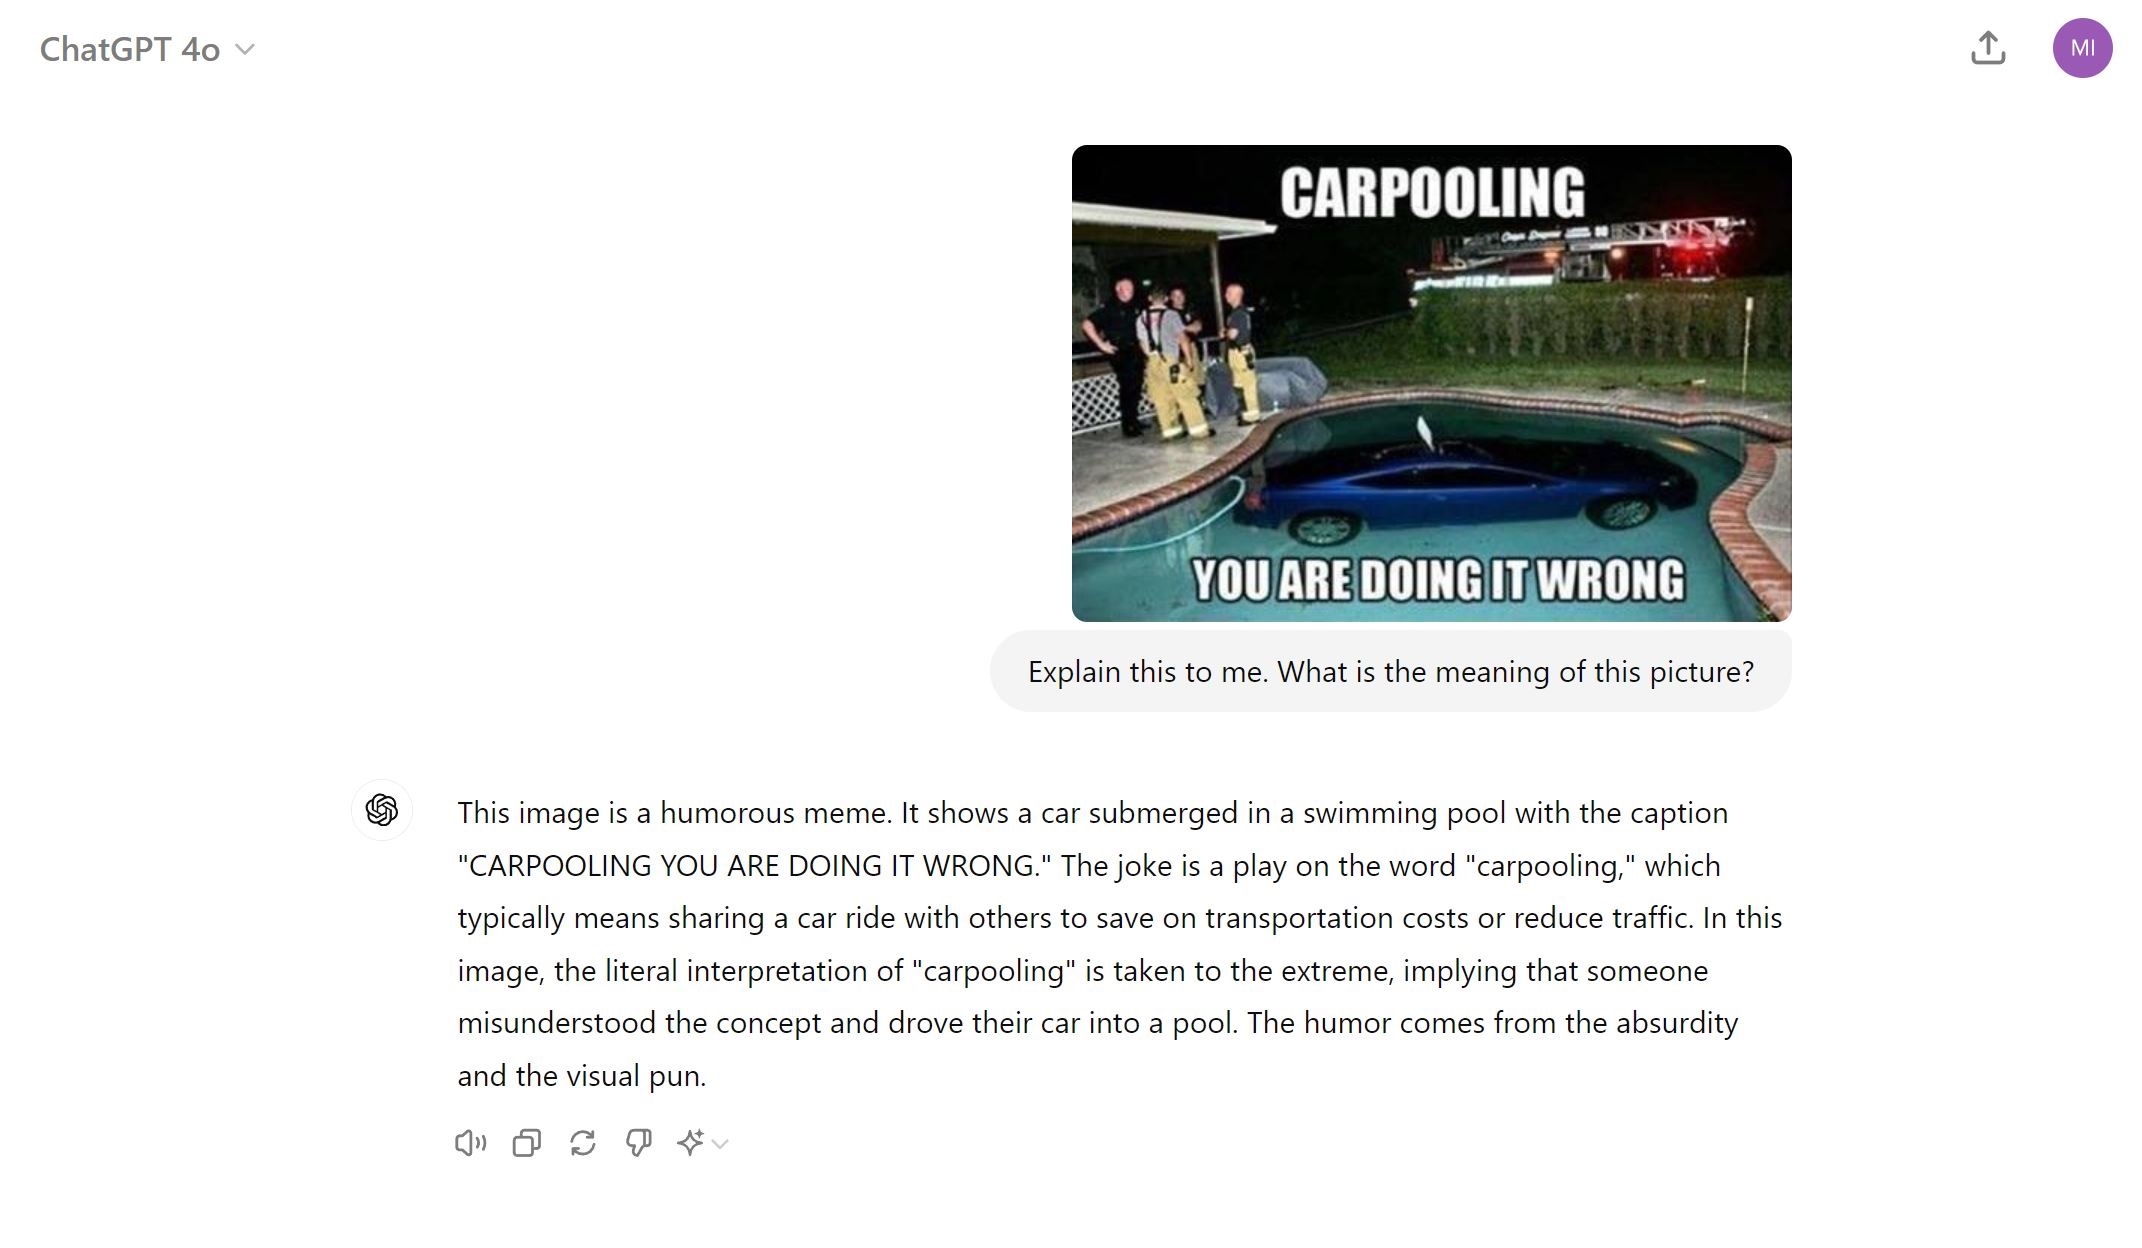 ChatGPT 4o
MI
CARPOOLING
YOU ARE DOING IT WRONG
Explain this to me. What is the meaning of this picture?
This image is a humorous meme. It shows a car submerged in a swimming pool with the caption
"CARPOOLING YOU ARE DOING IT WRONG." The joke is a play on the word "carpooling," which
typically means sharing a car ride with others to save on transportation costs or reduce traffic. In this
image, the literal interpretation of "carpooling" is taken to the extreme, implying that someone
misunderstood the concept and drove their car into a pool. The humor comes from the absurdity
and the visual pun.